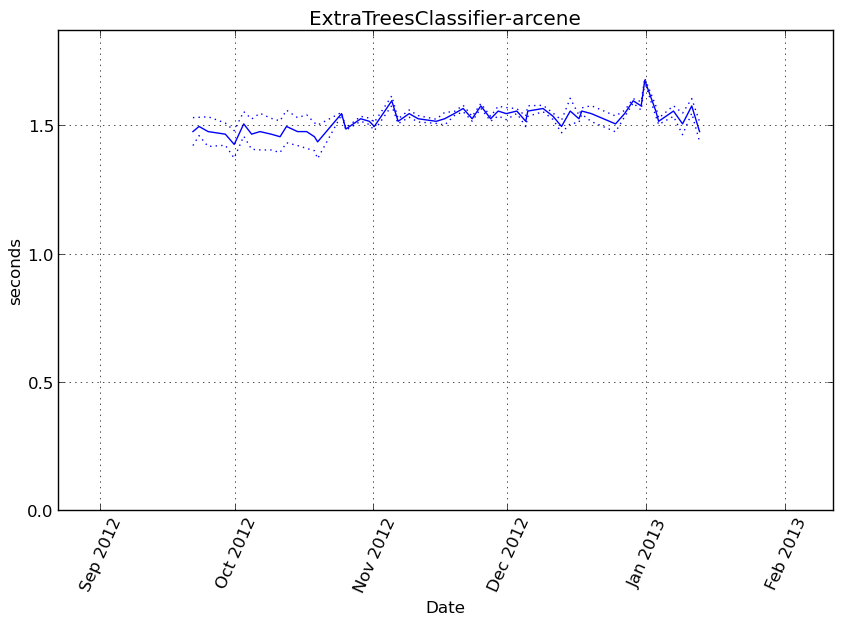 ExtraTreesClassifier-arcene
seconds
1.5
1.0
0.5
0.0
Sep 2012
Oct 2012
Nov 2012
Dec 2012
Jan 2013
Feb 2013
Date